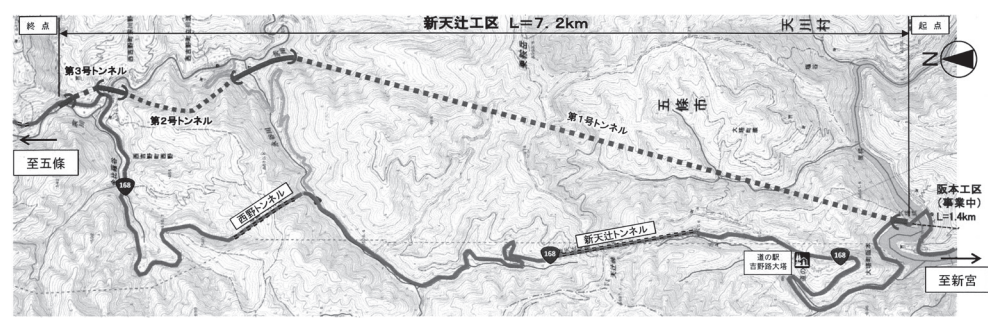 終 点
新天辻工区 L=7.2km
天川村
起 点
N
第3号トンネル
第2号トンネル
第1号トンネル
五條市
至五條
168
西野トンネル
新天辻トンネル
168
道の駅
吉野路大塔
168
阪本工区
(事業中)
L=1.4km
至新宮